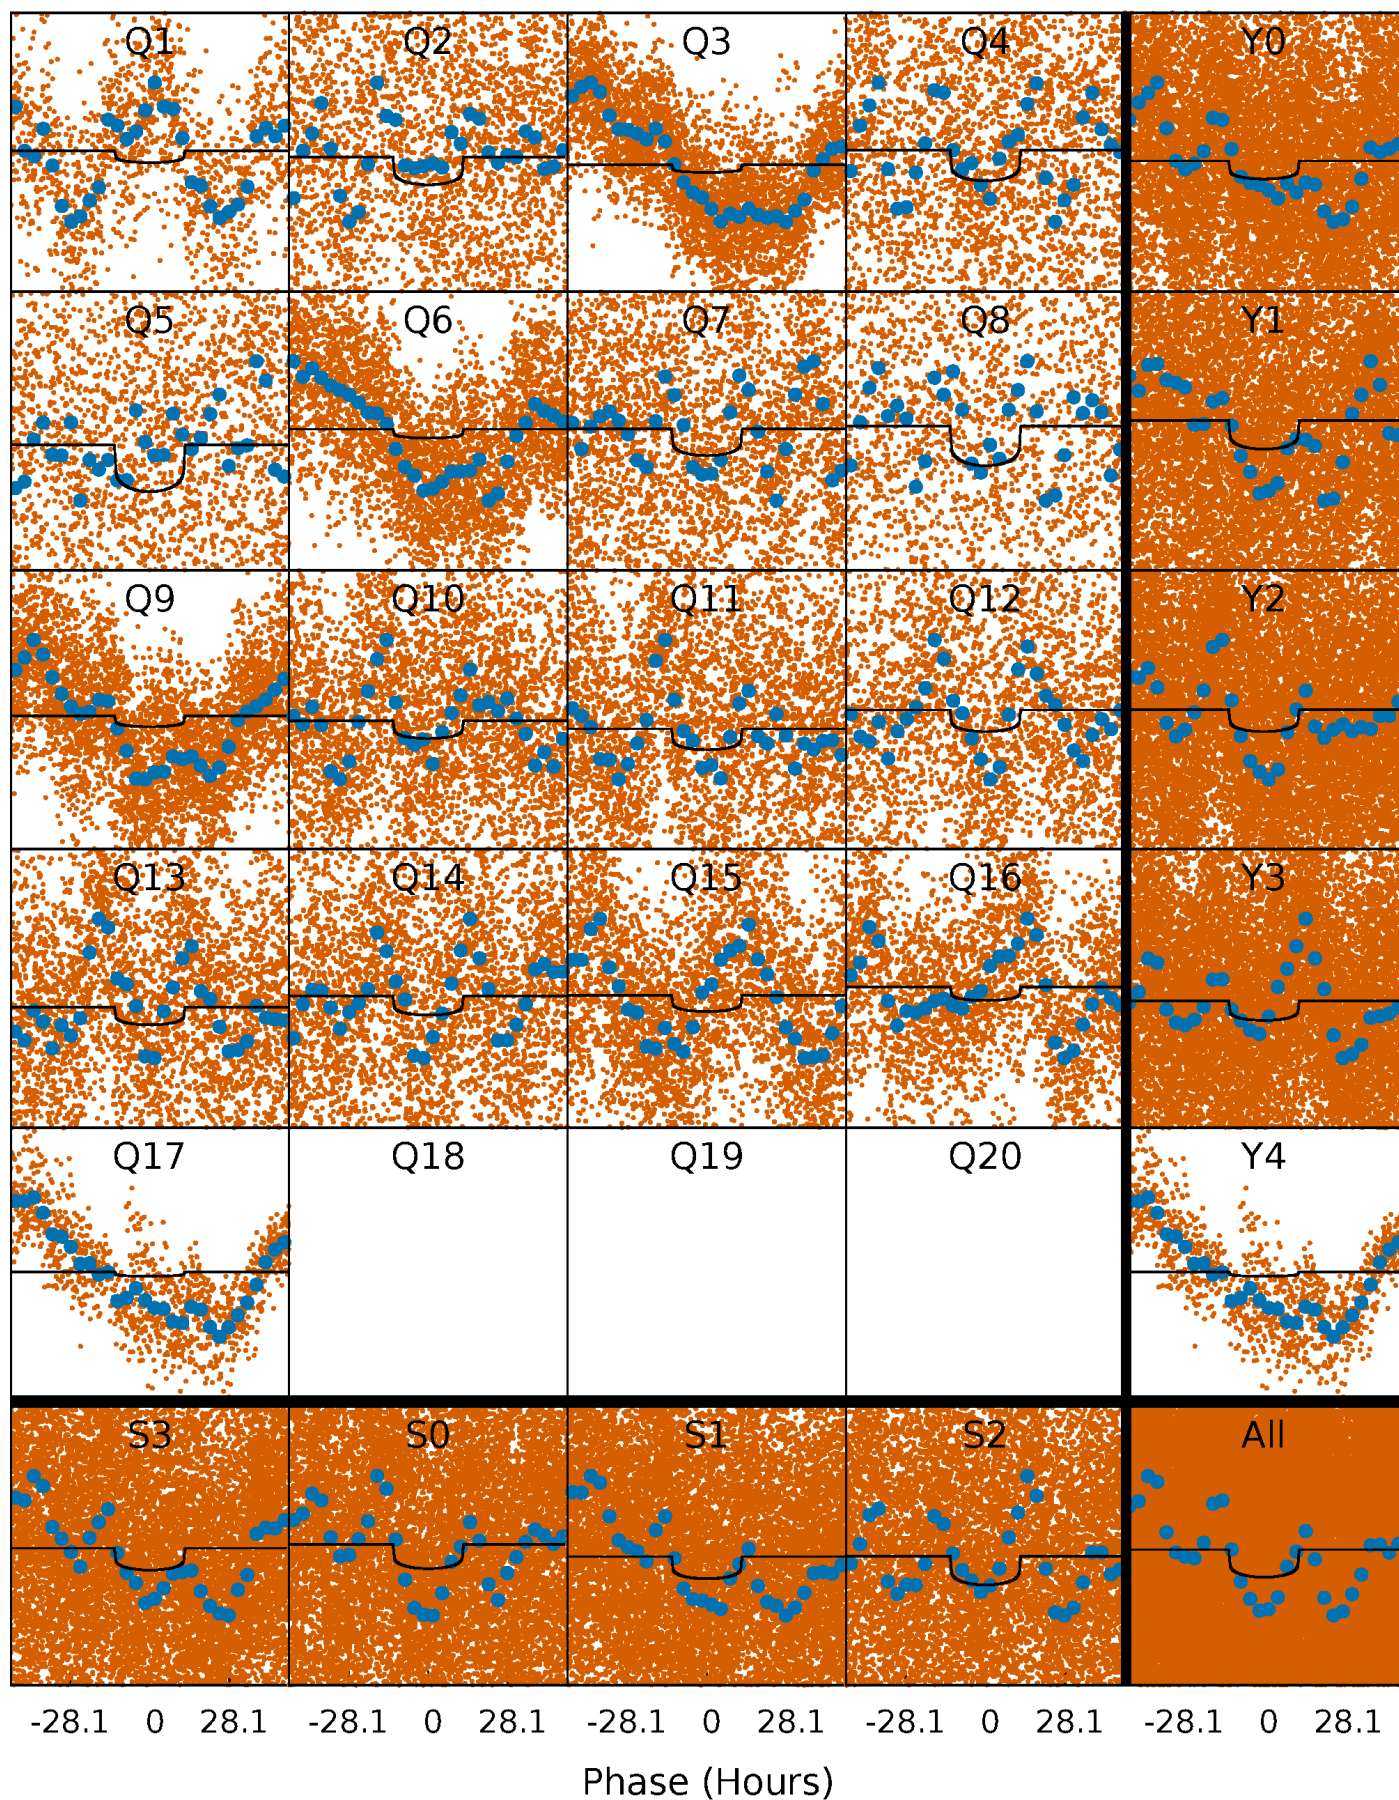 Q1 Q2 Q3 Q4 Y0
Q5 Q6 Q7 Q8 Y1
Q9 Q10 Q11 Q12 Y2
Q13 Q14 Q15 Q16 Y3
Q17 Q18 Q19 Q20 Y4
S3 S0 S1 S2 All
-28.1 0 28.1 -28.1 0 28.1 -28.1 0 28.1 -28.1 0 28.1 -28.1 0 28.1
Phase (Hours)